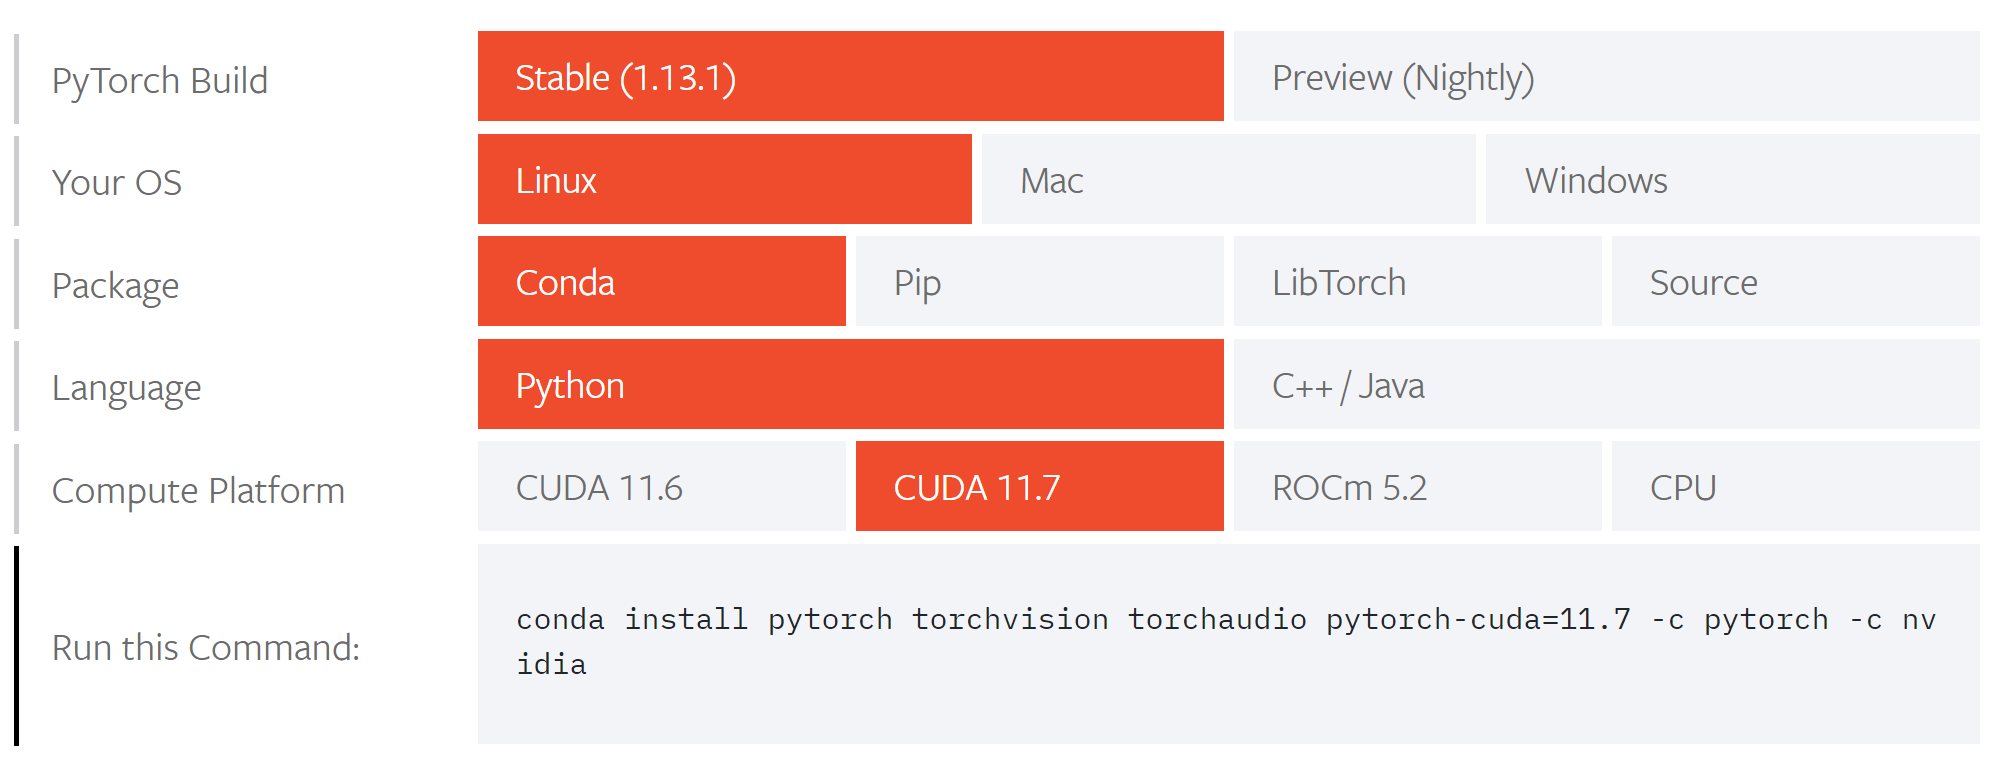 PyTorch Build Stable (1.13.1) Preview (Nightly)
Your OS Linux Mac Windows
Package Conda Pip LibTorch Source
Language Python C++ / Java
Compute Platform CUDA 11.6 CUDA 11.7 ROCm 5.2 CPU
Run this Command:
conda install pytorch torchvision torchaudio pytorch-cuda=11.7 -c pytorch -c nv
idia